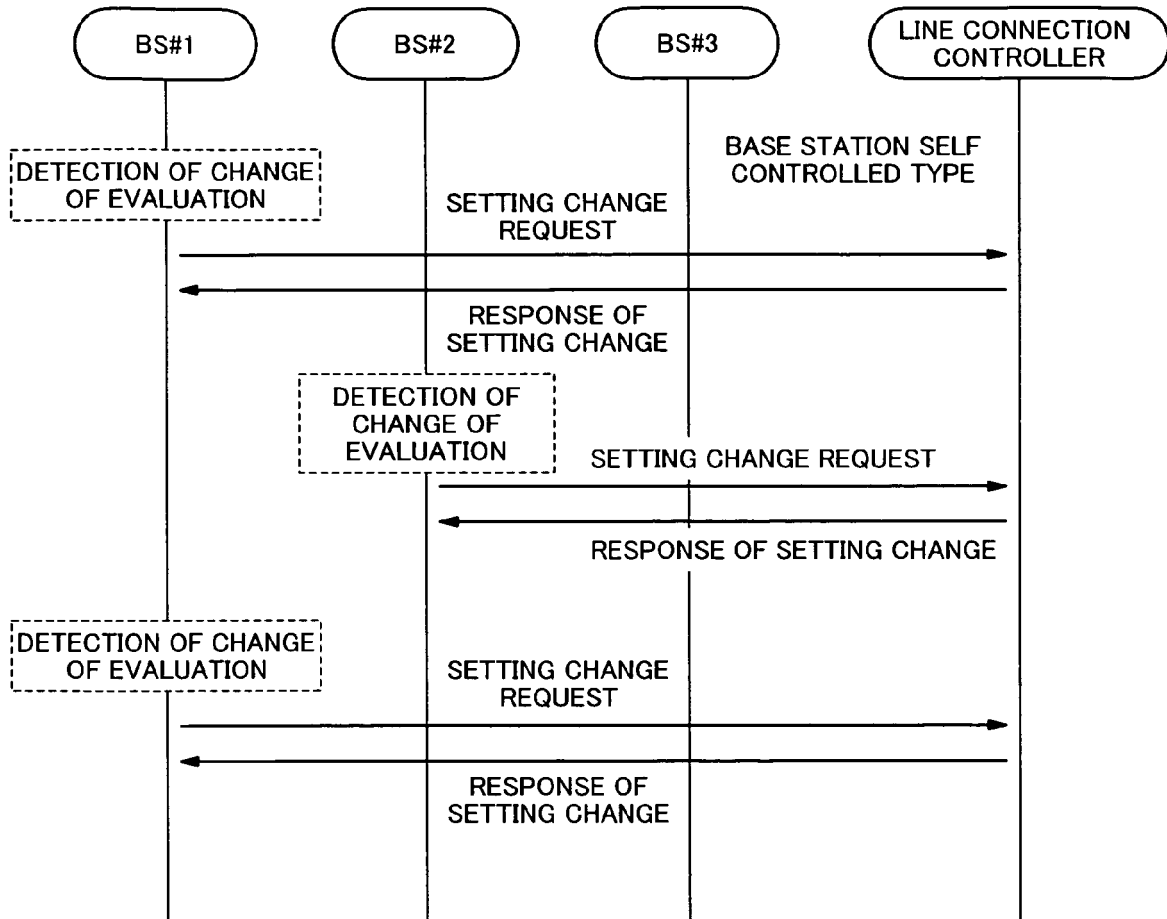 BS#1
BS#2
BS#3
LINE CONNECTION
CONTROLLER
BASE STATION SELF
CONTROLLED TYPE
DETECTION OF CHANGE
OF EVALUATION
SETTING CHANGE
REQUEST
RESPONSE OF
SETTING CHANGE
DETECTION OF
CHANGE OF
EVALUATION
SETTING CHANGE REQUEST
RESPONSE OF SETTING CHANGE
DETECTION OF CHANGE
OF EVALUATION
SETTING CHANGE
REQUEST
RESPONSE OF
SETTING CHANGE